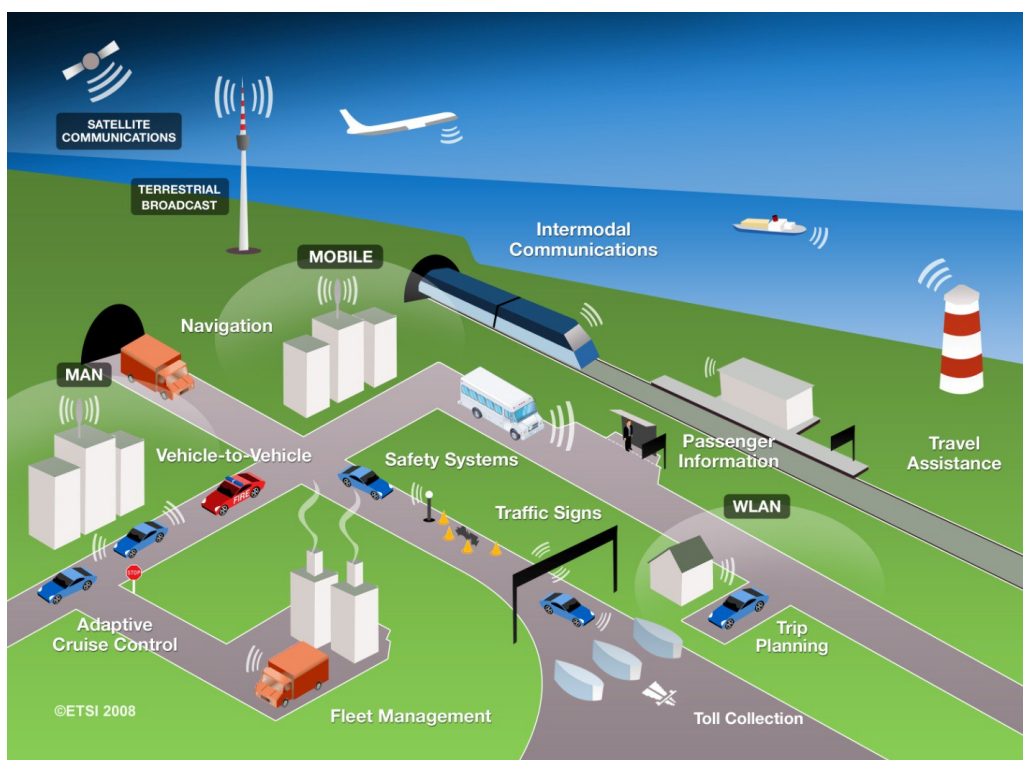 SATELLITE
COMMUNICATIONS
TERRESTRIAL
BROADCAST
Intermodal
Communications
MOBILE
Navigation
MAN
Vehicle-to-Vehicle
Safety Systems
Passenger
Information
Travel
Assistance
FIRE
Traffic Signs
WLAN
STOP
Adaptive
Cruise Control
Trip
Planning
©ETSI 2008
Fleet Management
Toll Collection